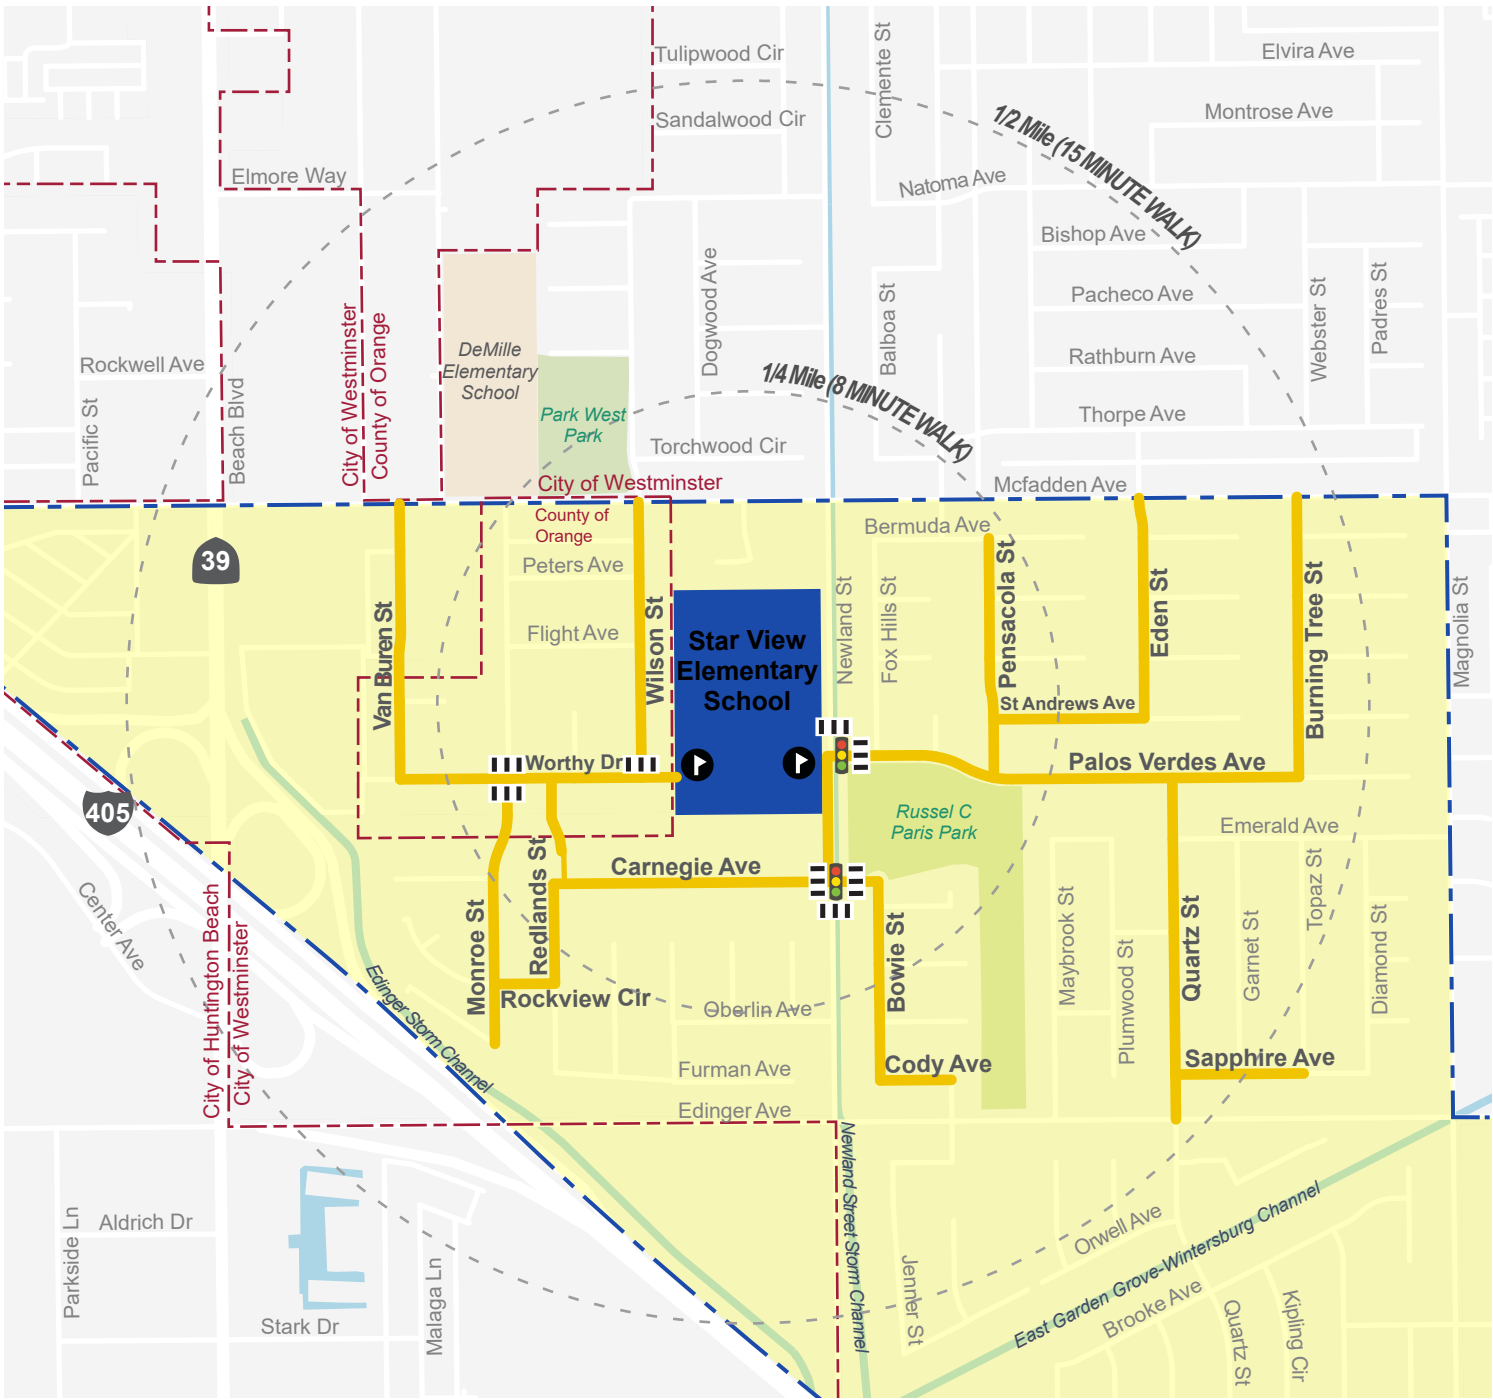 Tulipwood Cir
Clemente St
Elvira Ave
Sandalwood Cir
1/2 Mile (15 MINUTE WALK)
Montrose Ave
Elmore Way
Natoma Ave
Bishop Ave
Dogwood Ave
Balboa St
Pacheco Ave
Webster St
Padres St
City of Westminster
County of Orange
DeMille
Elementary
School
Rockwell Ave
Pacific St
Beach Blvd
Park West
Park
1/4 Mile (8 MINUTE WALK)
Rathburn Ave
Thorpe Ave
Torchwood Cir
City of Westminster
Mcfadden Ave
County of
Orange
Bermuda Ave
39
Peters Ave
Flight Ave
Van Buren St
Wilson St
Star View
Elementary
School
Newland St
Fox Hills St
Pensacola St
Eden St
Burning Tree St
Magnolia St
St Andrews Ave
Worthy Dr
Palos Verdes Ave
405
Russel C
Paris Park
Emerald Ave
Carnegie Ave
Center Ave
City of Huntington Beach
City of Westminster
Edinger Storm Channel
Monroe St
Redlands St
Rockview Cir
Oberlin Ave
Bowie St
Maybrook St
Plumwood St
Quartz St
Garnet St
Topaz St
Diamond St
Furman Ave
Cody Ave
Sapphire Ave
Edinger Ave
Newland Street Storm Channel
Parkside Ln
Aldrich Dr
Malaga Ln
Stark Dr
Jenner St
Orwell Ave
East Garden Grove-Wintersburg Channel
Brooke Ave
Quartz St
Kipling Cir